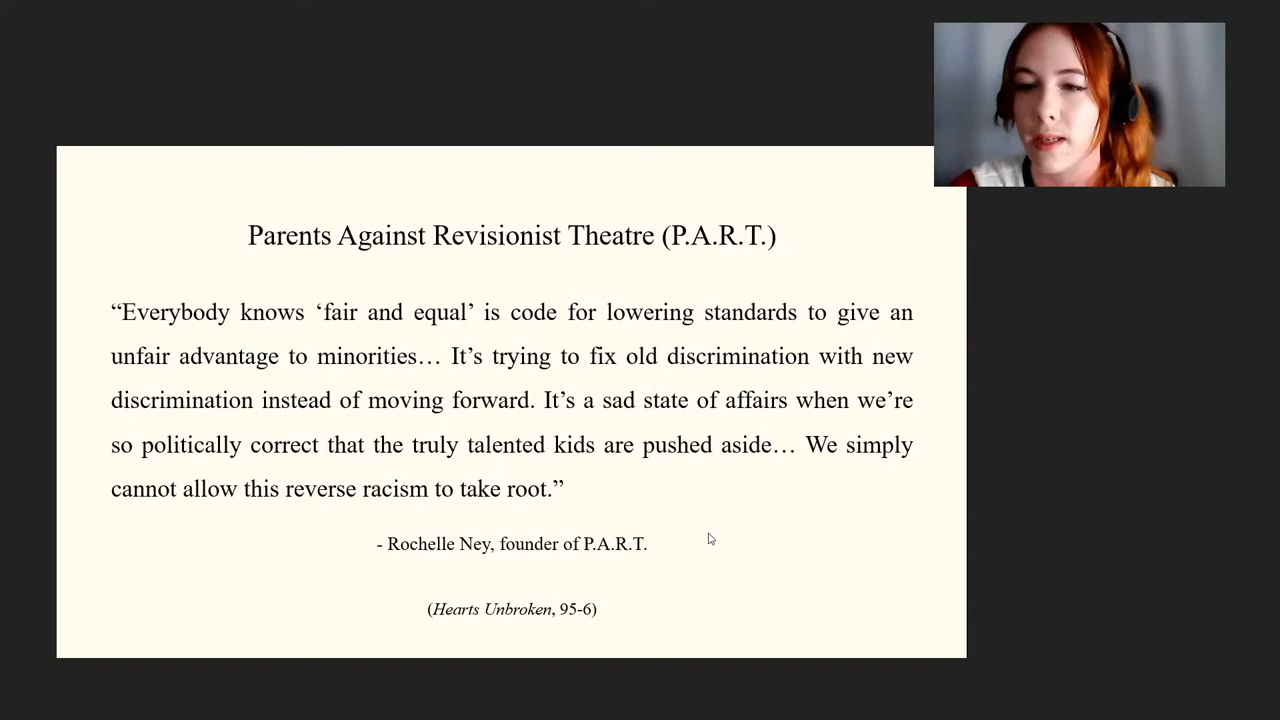 Parents Against Revisionist Theatre (P.A.R.T.)
“Everybody knows ‘fair and equal’ is code for lowering standards to give an
unfair advantage to minorities… It’s trying to fix old discrimination with new
discrimination instead of moving forward. It’s a sad state of affairs when we’re
so politically correct that the truly talented kids are pushed aside… We simply
cannot allow this reverse racism to take root.”
- Rochelle Ney, founder of P.A.R.T.
(Hearts Unbroken, 95-6)